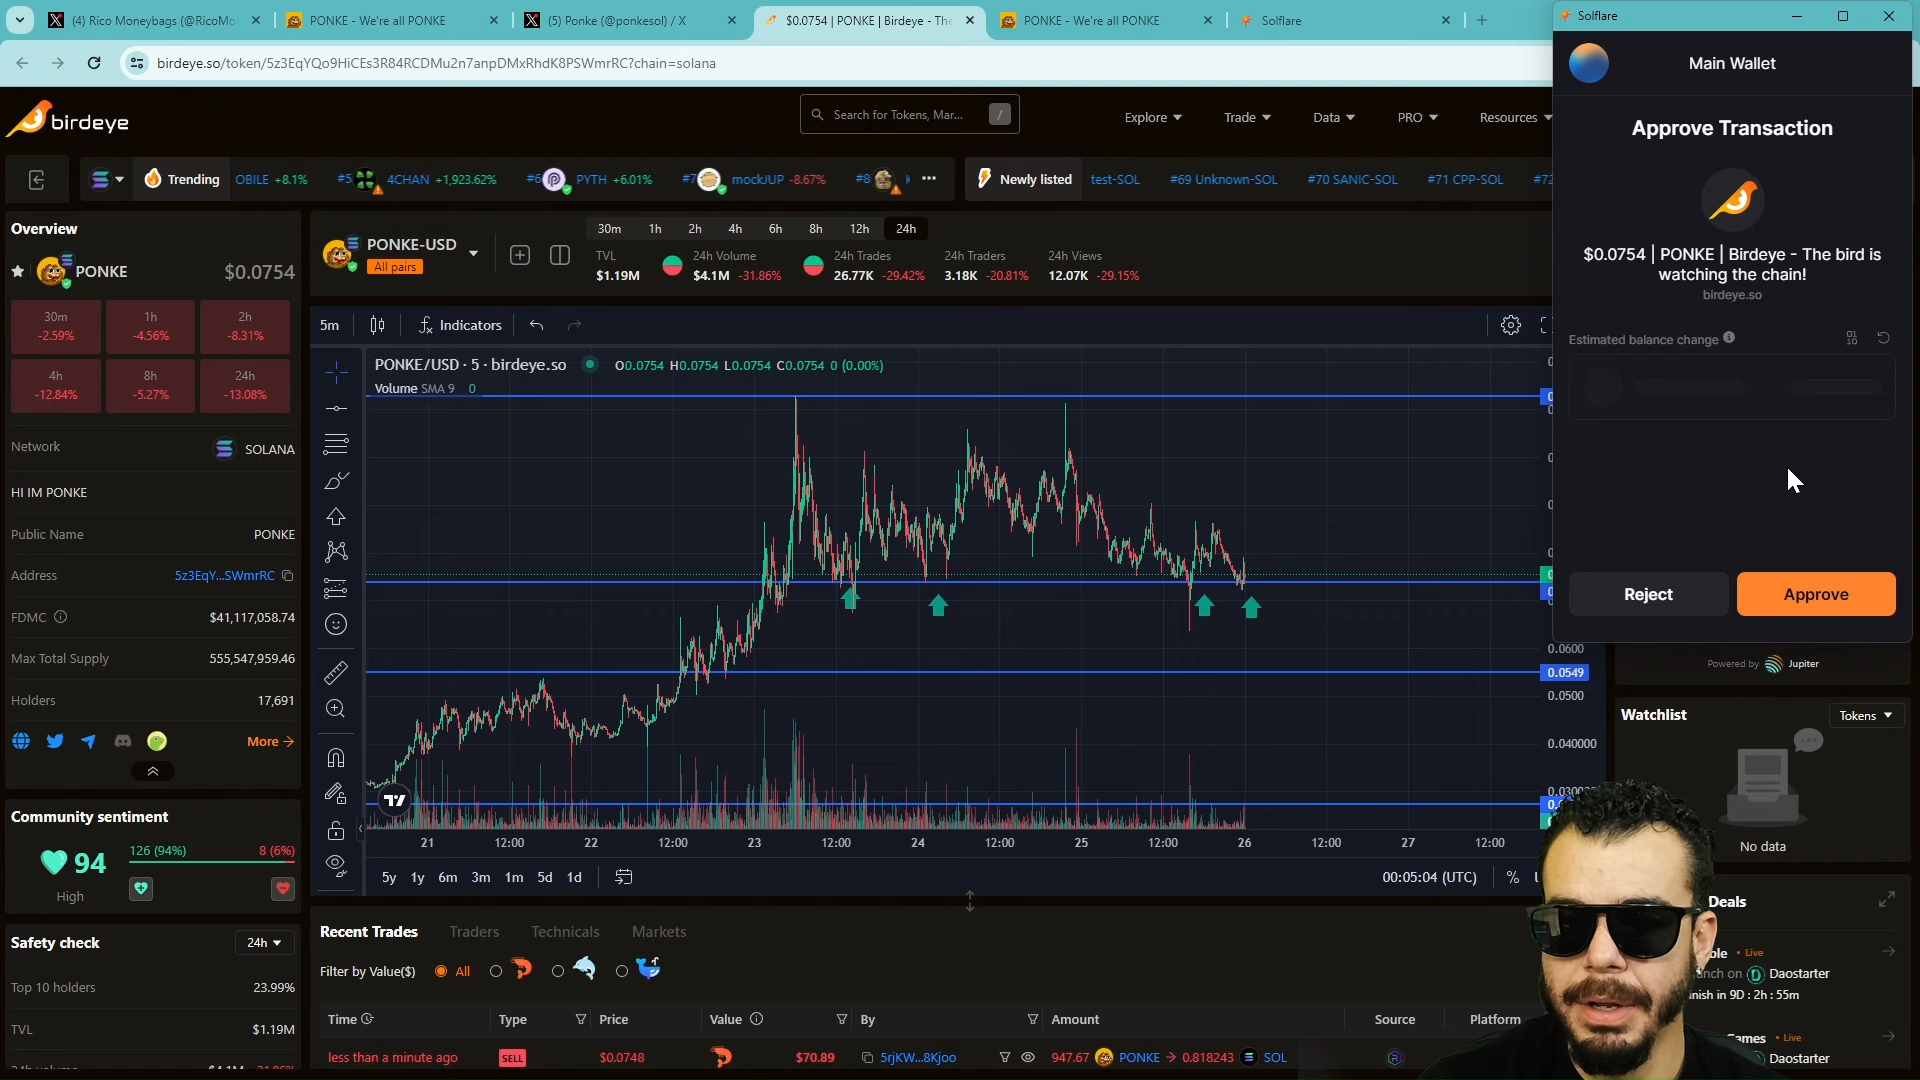 (4) Rico Moneybags (@RicoMo
PONKE - We're all PONKE
(5) Ponke (@ponkesol) / X
$0.0754 | PONKE | Birdeye - The
PONKE - We're all PONKE
Solflare
birdeye.so/token/5z3EqYQo9HiCEs3R84RCDMu2n7anpDMxRhdK8PSWmrRC?chain=solana
birdeye
Search for Tokens, Mar...
/
Explore
Trade
Data
PRO
Resources
Trending
OBILE +8.1%
#5 4CHAN +1,923.62%
#6 PYTH +6.01%
#7 mockJUP -8.67%
#8
Newly listed
test-SOL
#69 Unknown-SOL
#70 SANIC-SOL
#71 CPP-SOL
#72
Overview
PONKE
$0.0754
30m
-2.59%
1h
-4.56%
2h
-8.31%
4h
-12.84%
8h
-5.27%
24h
-13.08%
Network
SOLANA
HI IM PONKE
Public Name
PONKE
Address
5z3EqY...SWmrRC
FDMC
$41,117,058.74
Max Total Supply
555,547,959.46
Holders
17,691
More →
Community sentiment
94
High
126 (94%)
8 (6%)
Safety check
24h
Top 10 holders
23.99%
TVL
$1.19M
PONKE-USD
All pairs
30m 1h 2h 4h 6h 8h 12h 24h
TVL
$1.19M
24h Volume
$4.1M -31.86%
24h Trades
26.77K -29.42%
24h Traders
3.18K -20.81%
24h Views
12.07K -29.15%
5m
Indicators
PONKE/USD · 5 · birdeye.so
O0.0754 H0.0754 L0.0754 C0.0754 0 (0.00%)
Volume SMA 9 0
0.0600
0.0549
0.0500
0.040000
21 12:00 22 12:00 23 12:00 24 12:00 25 12:00 26 12:00 27 12:00
5y 1y 6m 3m 1m 5d 1d
00:05:04 (UTC)
%
Recent Trades
Traders
Technicals
Markets
Filter by Value($)
All
Time
Type
Price
Value
By
Amount
Source
Platform
less than a minute ago
SELL
$0.0748
$70.89
5rjKW...8Kjoo
947.67 PONKE → 0.818243 SOL
Solflare
Main Wallet
Approve Transaction
$0.0754 | PONKE | Birdeye - The bird is
watching the chain!
birdeye.so
Estimated balance change
Reject
Approve
Powered by Jupiter
Watchlist
Tokens
No data
Deals
Live
Daostarter
9D : 2h : 55m
Live
Daostarter